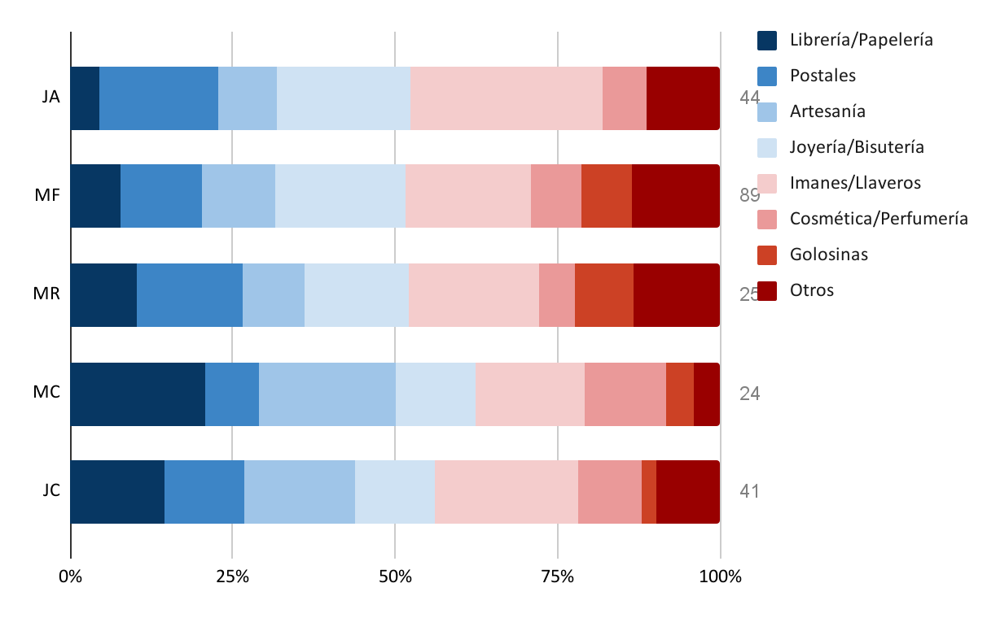 Librería/Papelería
Postales
Artesanía
Joyería/Bisutería
Imanes/Llaveros
Cosmética/Perfumería
Golosinas
Otros
JA
44
MF
89
MR
MC
24
JC
41
0% 25% 50% 75% 100%